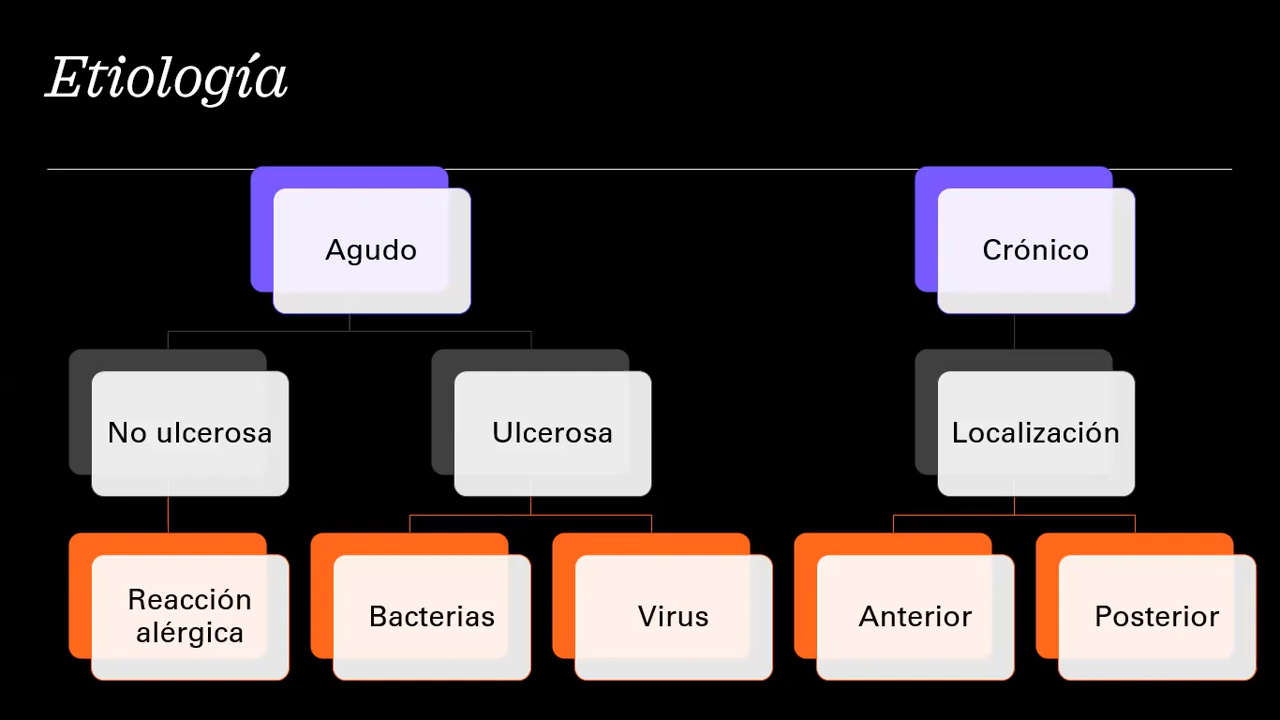 Etiología
Agudo
Crónico
No ulcerosa
Ulcerosa
Localización
Reacción
alérgica
Bacterias
Virus
Anterior
Posterior